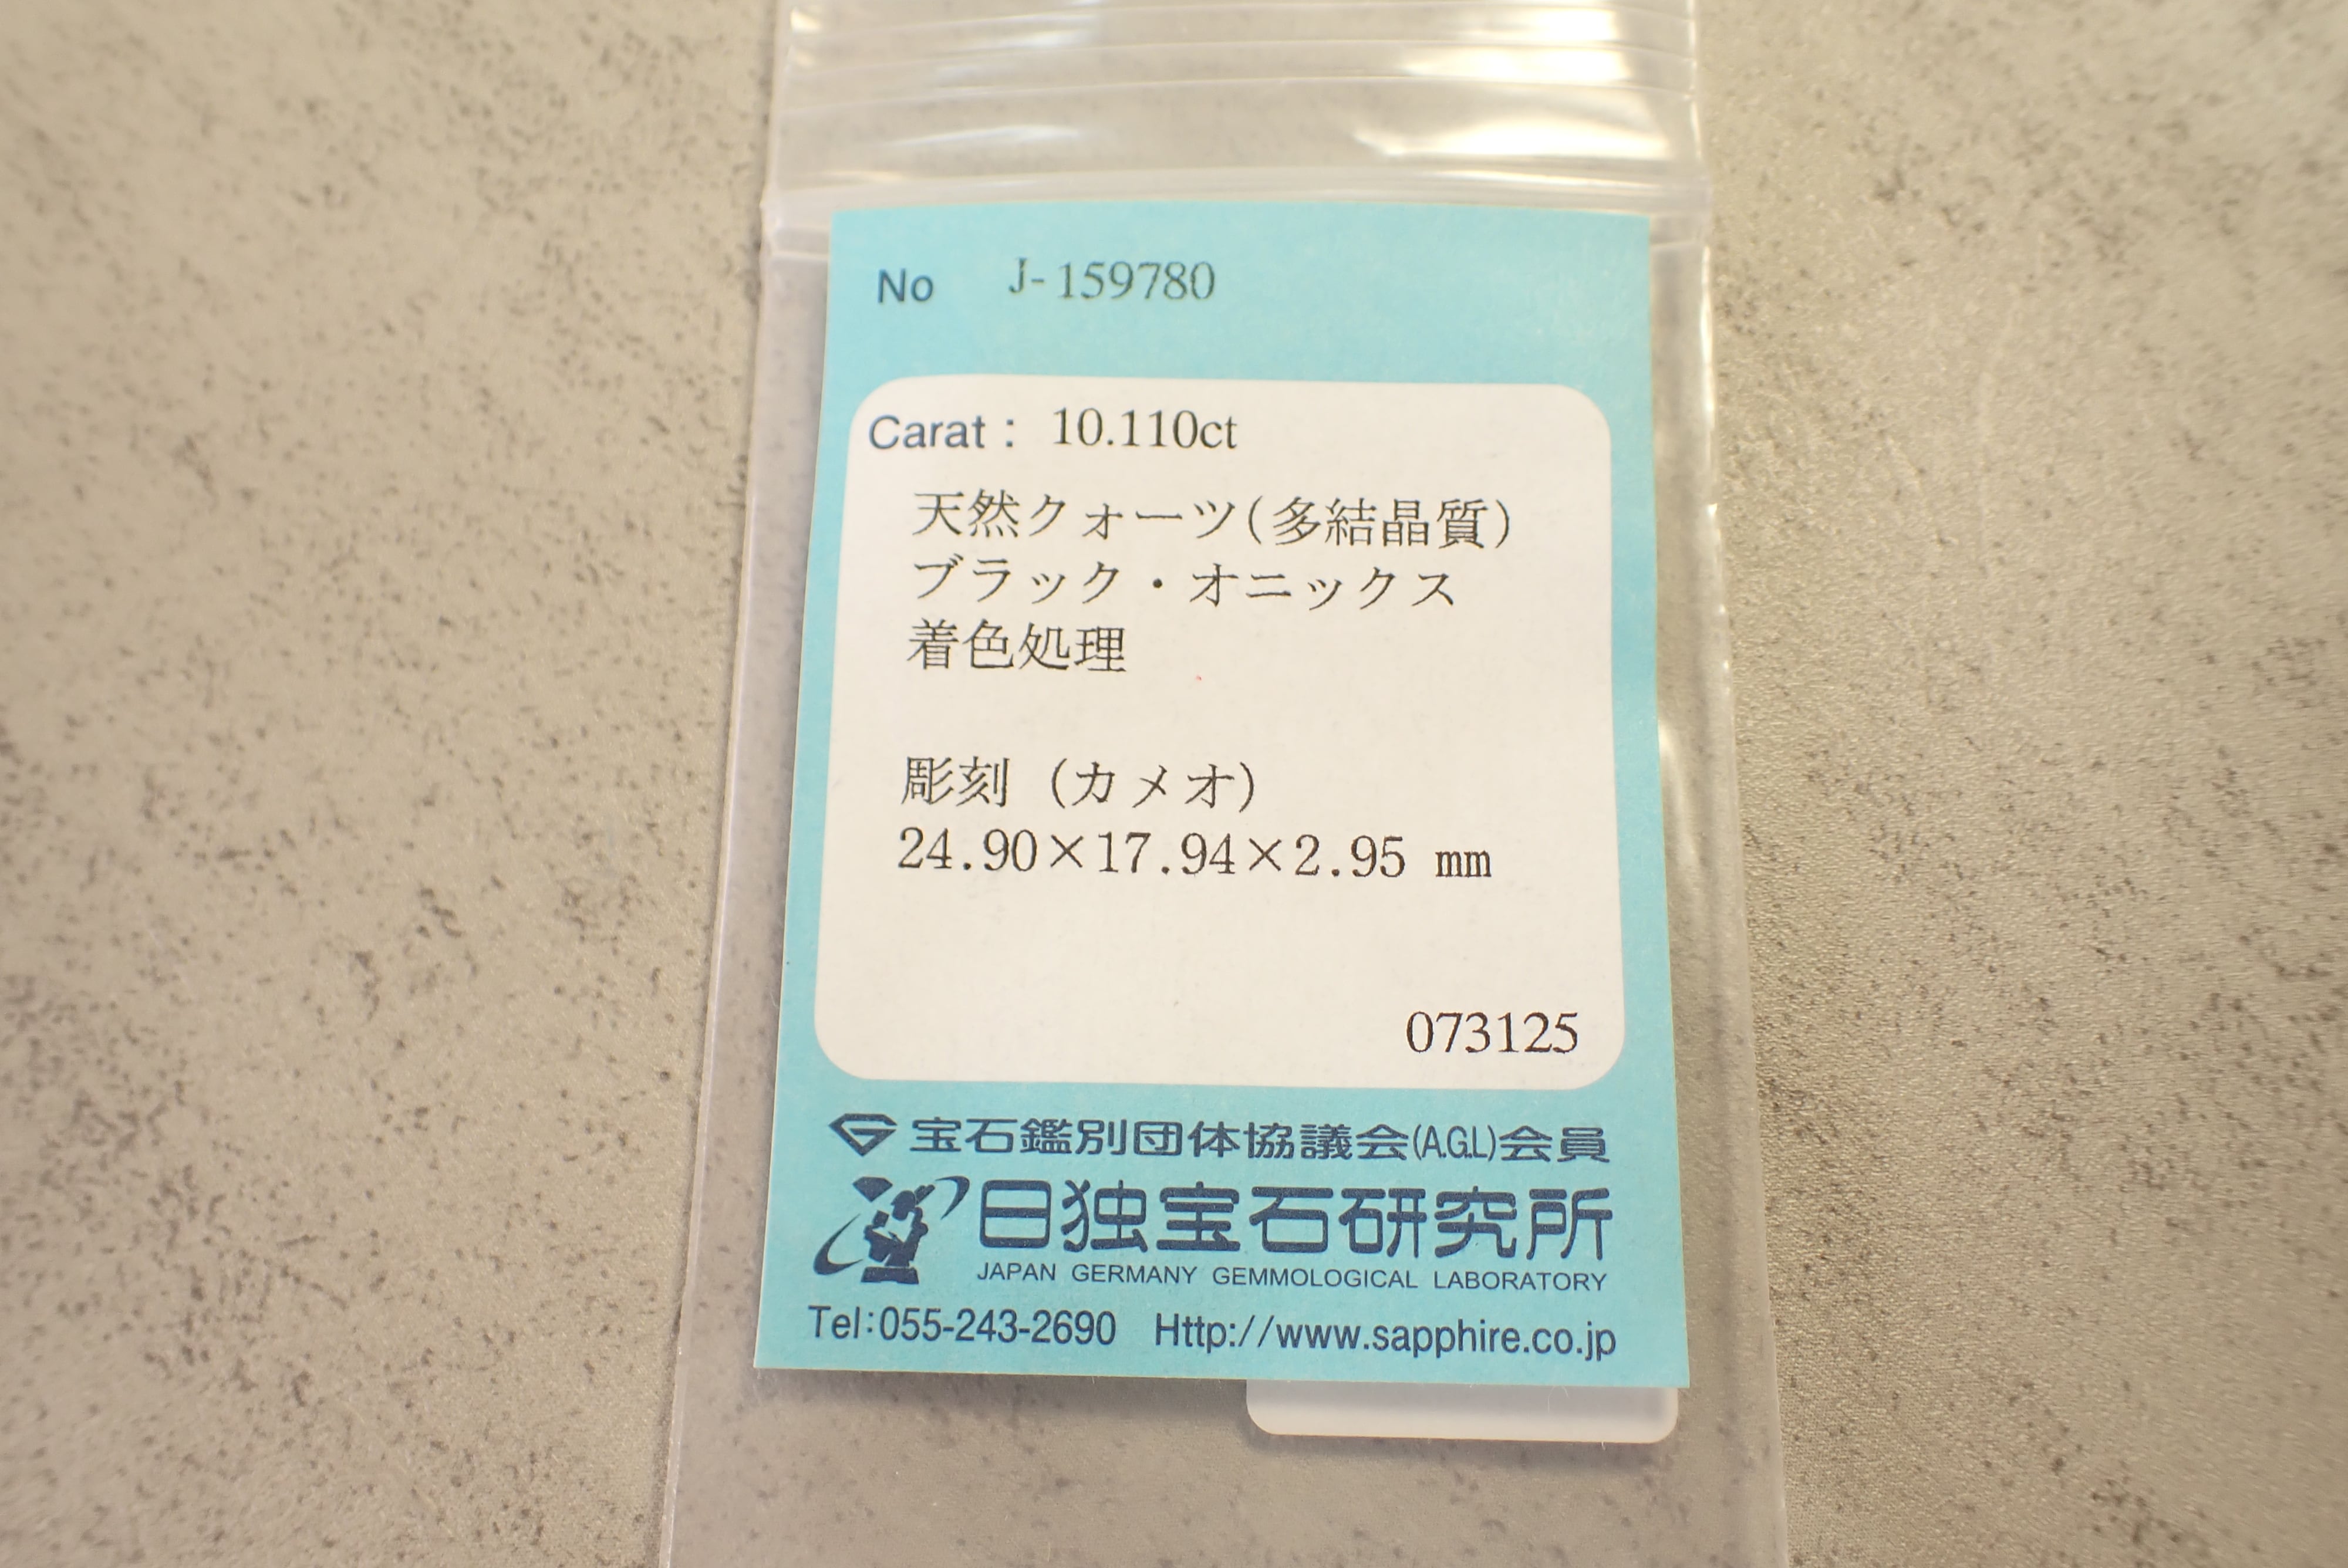 No J-159780
Carat : 10.110ct
天然クォーツ(多結晶質)
ブラック・オニックス
着色処理
彫刻 (カメオ)
24.90×17.94×2.95 mm
073125
宝石鑑別団体協議会(A.G.L)会員
日独宝石研究所
JAPAN GERMANY GEMMOLOGICAL LABORATORY
Tel:055-243-2690 Http://www.sapphire.co.jp